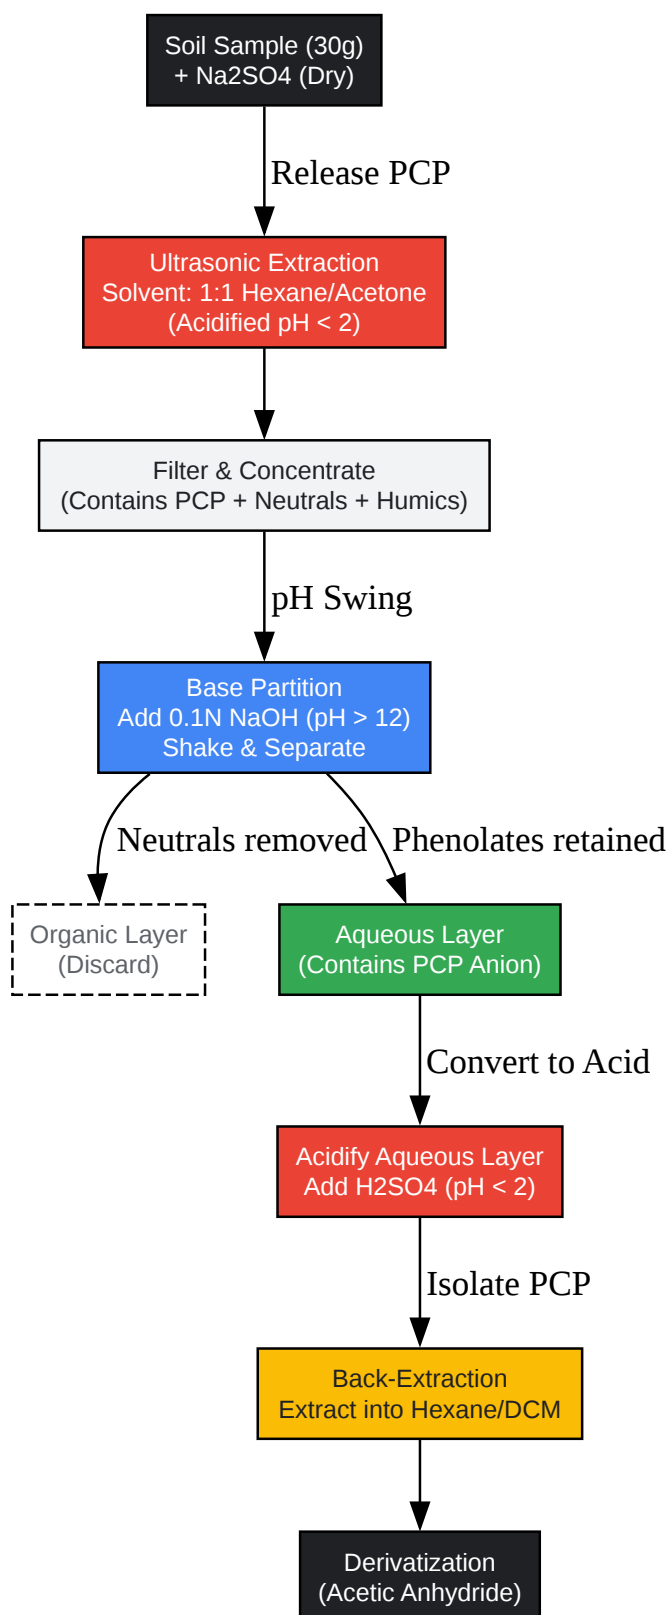 Soil Sample (30g)
+ Na2SO4 (Dry)
Release PCP
Ultrasonic Extraction
Solvent: 1:1 Hexane/Acetone
(Acidified pH < 2)
Filter & Concentrate
(Contains PCP + Neutrals + Humics)
pH Swing
Base Partition
Add 0.1N NaOH (pH > 12)
Shake & Separate
Neutrals removed
Phenolates retained
Organic Layer
(Discard)
Aqueous Layer
(Contains PCP Anion)
Convert to Acid
Acidify Aqueous Layer
Add H2SO4 (pH < 2)
Isolate PCP
Back-Extraction
Extract into Hexane/DCM
Derivatization
(Acetic Anhydride)